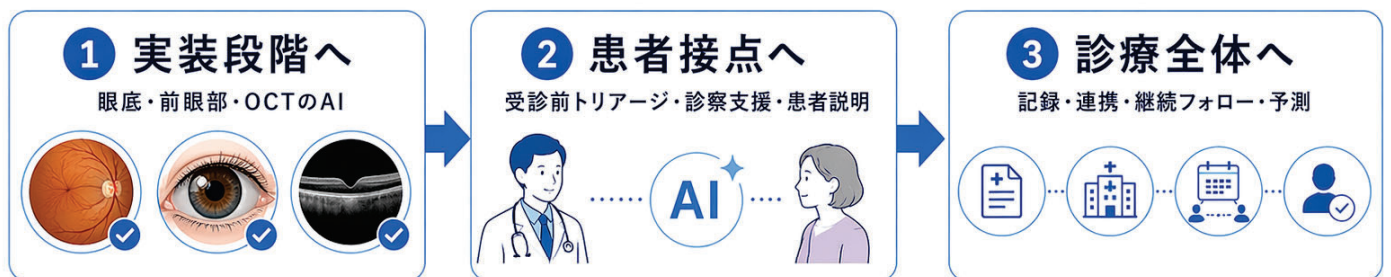 1 実装段階へ
眼底・前眼部・OCTのAI
2 患者接点へ
受診前トリアージ・診察支援・患者説明
AI
3 診療全体へ
記録・連携・継続フォロー・予測